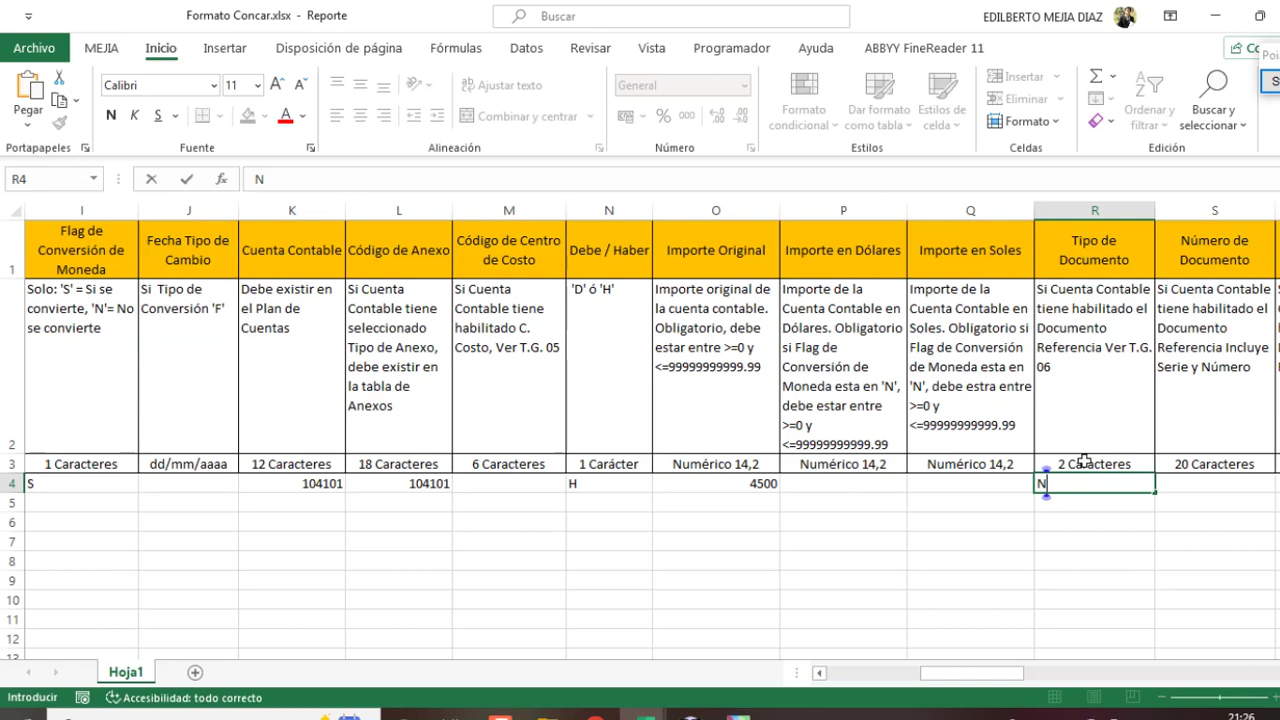 Formato Concar.xlsx - Reporte
Buscar
EDILBERTO MEJIA DIAZ
Archivo MEJIA Inicio Insertar Disposición de página Fórmulas Datos Revisar Vista Programador Ayuda ABBYY FineReader 11
Pegar
Calibri 11
N K S
Ajustar texto
Combinar y centrar
General
% 000
Formato condicional
Dar formato como tabla
Estilos de celda
Insertar
Eliminar
Formato
Ordenar y filtrar
Buscar y seleccionar
Portapapeles Fuente Alineación Número Estilos Celdas Edición
R4 fx N
I J K L M N O P Q R S
1
Flag de
Conversión de
Moneda
Fecha Tipo de
Cambio
Cuenta Contable
Código de Anexo
Código de Centro
de Costo
Debe / Haber
Importe Original
Importe en Dólares
Importe en Soles
Tipo de
Documento
Número de
Documento
2
Solo: 'S' = Si se
convierte, 'N'= No
se convierte
Si Tipo de
Conversión 'F'
Debe existir en
el Plan de
Cuentas
Si Cuenta
Contable tiene
seleccionado
Tipo de Anexo,
debe existir en
la tabla de
Anexos
Si Cuenta
Contable tiene
habilitado C.
Costo, Ver T.G. 05
'D' ó 'H'
Importe original de
la cuenta contable.
Obligatorio, debe
estar entre >=0 y
<=99999999999.99
Importe de la
Cuenta Contable en
Dólares. Obligatorio
si Flag de
Conversión de
Moneda esta en 'N',
debe estar entre
>=0 y
<=99999999999.99
Importe de la
Cuenta Contable en
Soles. Obligatorio si
Flag de Conversión
de Moneda esta en
'N', debe estra entre
>=0 y
<=99999999999.99
Si Cuenta Contable
tiene habilitado el
Documento
Referencia Ver T.G.
06
Si Cuenta Contable
tiene habilitado el
Documento
Referencia Incluye
Serie y Número
3 1 Caracteres dd/mm/aaaa 12 Caracteres 18 Caracteres 6 Caracteres 1 Carácter Numérico 14,2 Numérico 14,2 Numérico 14,2 2 Caracteres 20 Caracteres
4 S 104101 104101 H 4500 N
5
6
7
8
9
10
11
12
13
Hoja1
Introducir Accesibilidad: todo correcto
21:26